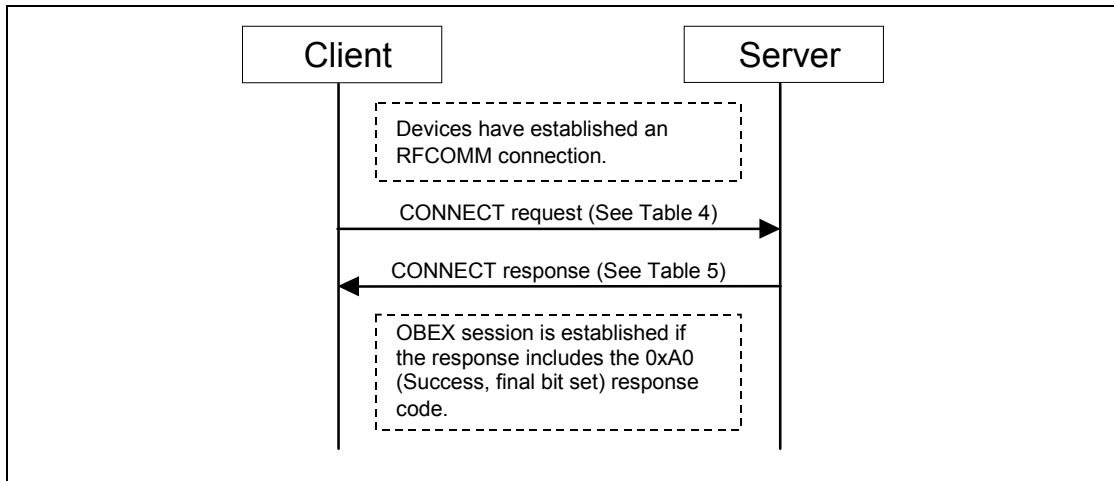 Client
Server
Devices have established an
RFCOMM connection.
CONNECT request (See Table 4)
CONNECT response (See Table 5)
OBEX session is established if
the response includes the 0xA0
(Success, final bit set) response
code.